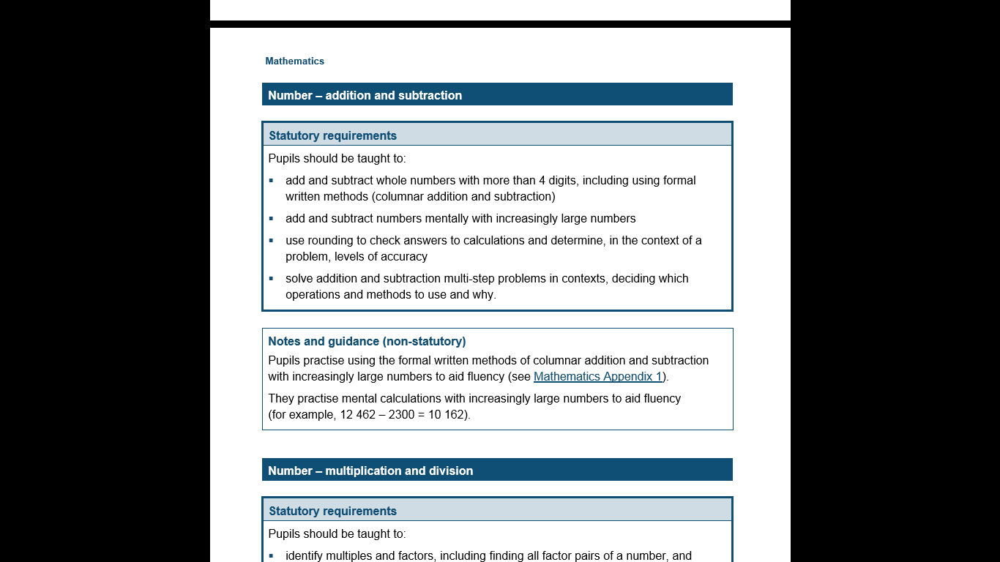 Mathematics
Number – addition and subtraction
Statutory requirements
Pupils should be taught to:
▪ add and subtract whole numbers with more than 4 digits, including using formal
written methods (columnar addition and subtraction)
▪ add and subtract numbers mentally with increasingly large numbers
▪ use rounding to check answers to calculations and determine, in the context of a
problem, levels of accuracy
▪ solve addition and subtraction multi-step problems in contexts, deciding which
operations and methods to use and why.
Notes and guidance (non-statutory)
Pupils practise using the formal written methods of columnar addition and subtraction
with increasingly large numbers to aid fluency (see Mathematics Appendix 1).
They practise mental calculations with increasingly large numbers to aid fluency
(for example, 12 462 – 2300 = 10 162).
Number – multiplication and division
Statutory requirements
Pupils should be taught to:
▪ identify multiples and factors, including finding all factor pairs of a number, and